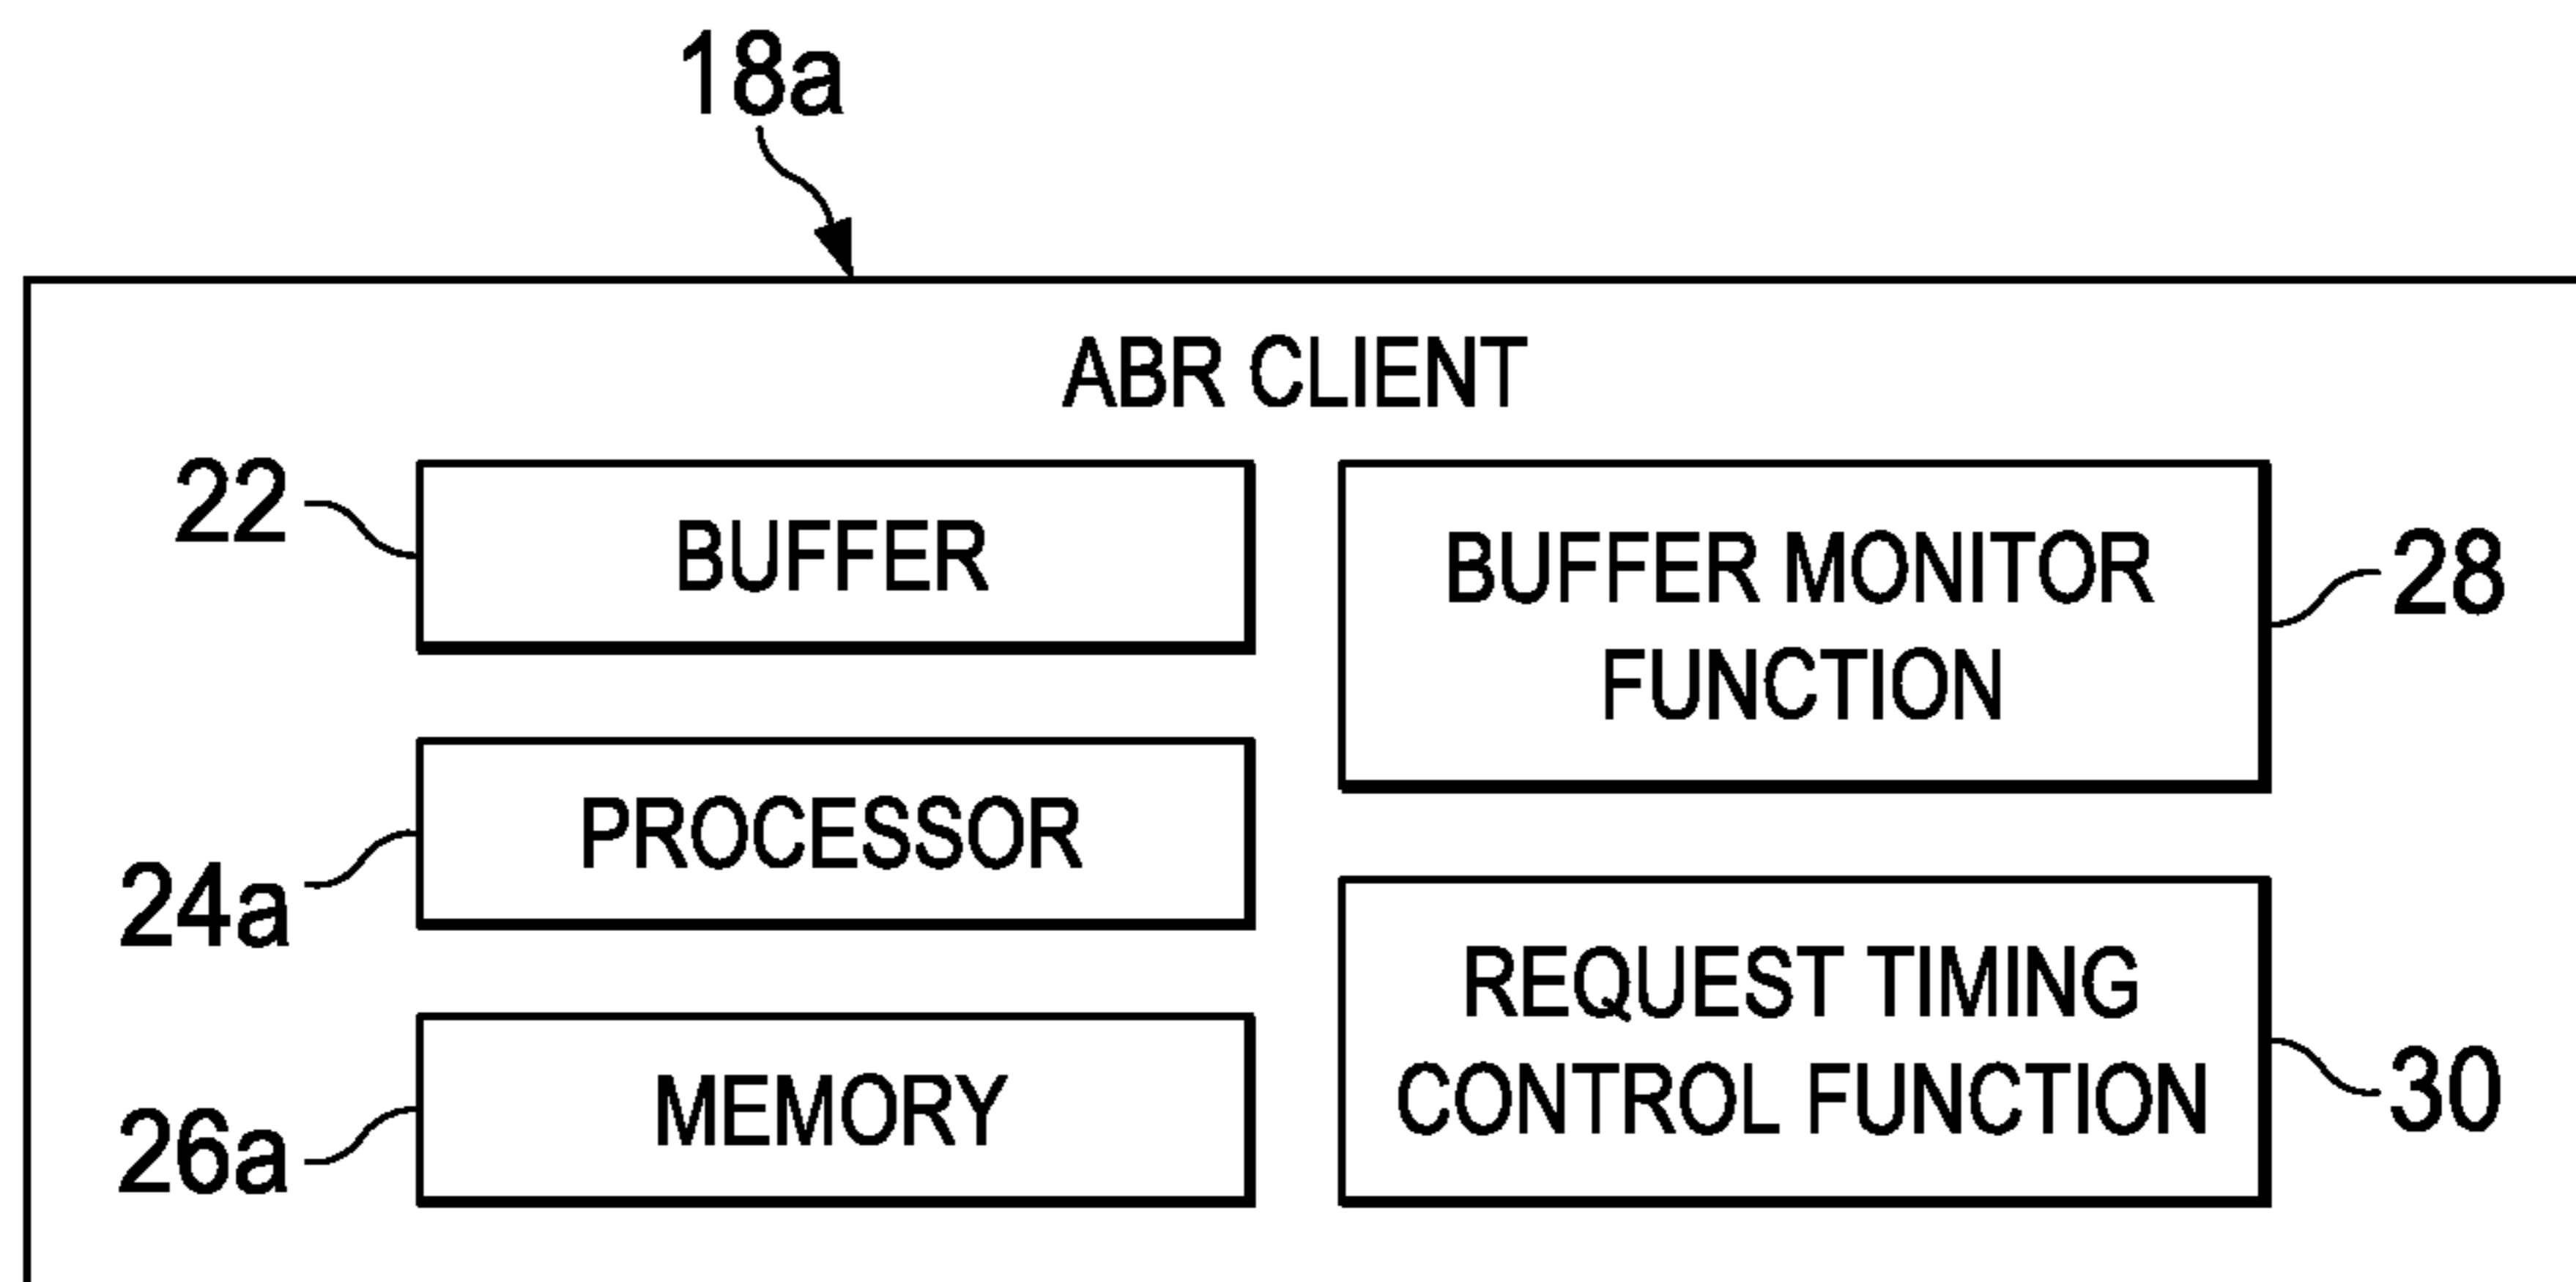 18a
ABR CLIENT
22
BUFFER
24a
PROCESSOR
26a
MEMORY
BUFFER MONITOR
FUNCTION
28
REQUEST TIMING
CONTROL FUNCTION
30